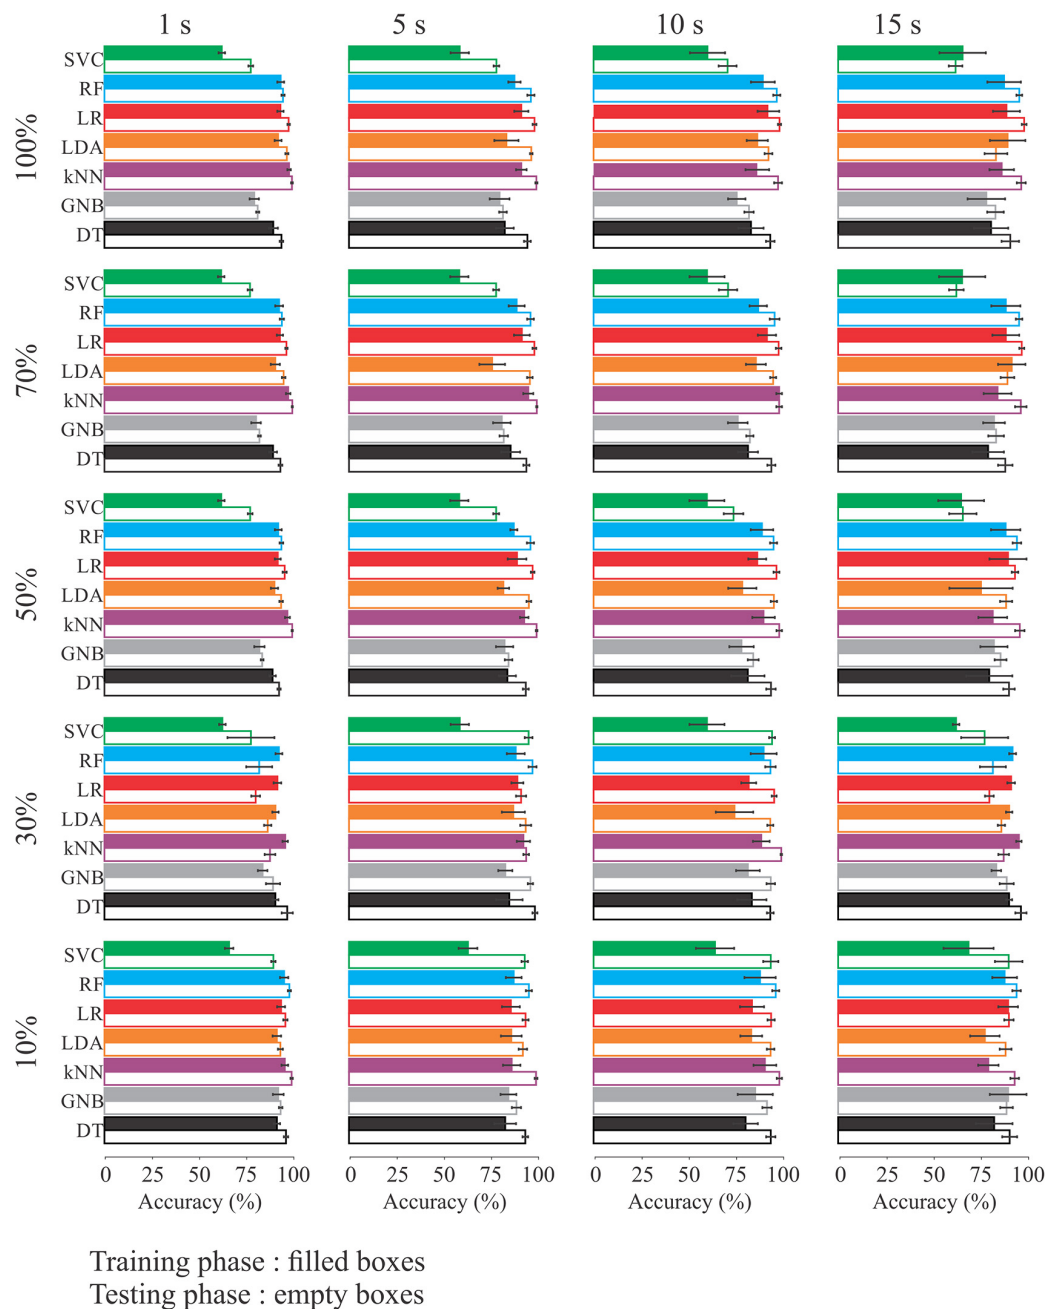 1 s 5 s 10 s 15 s
100%
SVC
RF
LR
LDA
kNN
GNB
DT
70%
SVC
RF
LR
LDA
kNN
GNB
DT
50%
SVC
RF
LR
LDA
kNN
GNB
DT
30%
SVC
RF
LR
LDA
kNN
GNB
DT
10%
SVC
RF
LR
LDA
kNN
GNB
DT
0 25 50 75 100 0 25 50 75 100 0 25 50 75 100 0 25 50 75 100
Accuracy (%) Accuracy (%) Accuracy (%) Accuracy (%)
Training phase : filled boxes
Testing phase : empty boxes